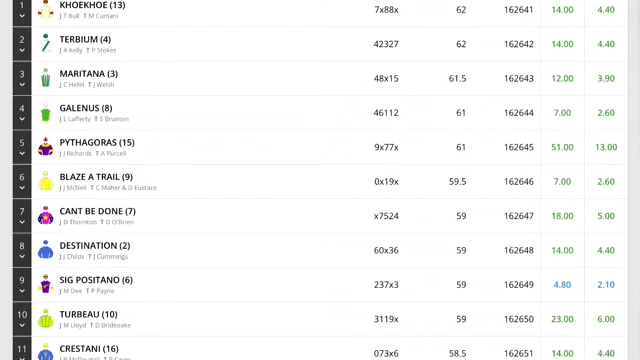 1 KHOEKHOE (13) 7x88x 62 162641 14.00 4.40
J T Bull T M Cumani
2 TERBIUM (4) 42327 62 162642 14.00 4.40
J A Kelly T P Stokes
3 MARITANA (3) 48x15 61.5 162643 12.00 3.90
J C Hefel T J Welsh
4 GALENUS (8) 46112 61 162644 7.00 2.60
J L Lafferty T S Brunton
5 PYTHAGORAS (15) 9x77x 61 162645 51.00 13.00
J J Richards T A Purcell
6 BLAZE A TRAIL (9) 0x19x 59.5 162646 7.00 2.60
J J McNeil T C Maher & D Eustace
7 CANT BE DONE (7) x7524 59 162647 18.00 5.00
J D Thornton T D O'Brien
8 DESTINATION (2) 60x36 59 162648 14.00 4.40
J J Childs T J Cummings
9 SIG POSITANO (6) 237x3 59 162649 4.80 2.10
J M Dee T P Payne
10 TURBEAU (10) 3119x 59 162650 23.00 6.00
J M Lloyd T D Brideoake
11 CRESTANI (16) 073x6 58.5 162651 14.00 4.40